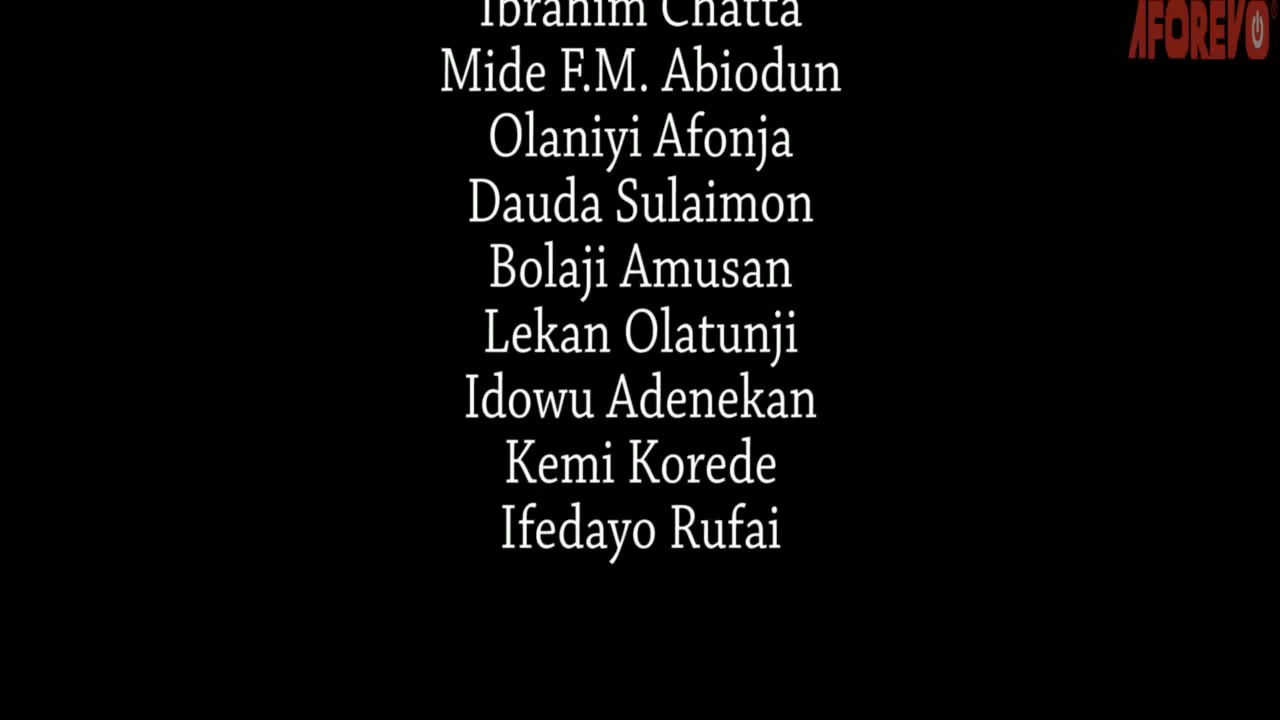 AFOREVO
Ibrahim Chatta
Mide F.M. Abiodun
Olaniyi Afonja
Dauda Sulaimon
Bolaji Amusan
Lekan Olatunji
Idowu Adenekan
Kemi Korede
Ifedayo Rufai